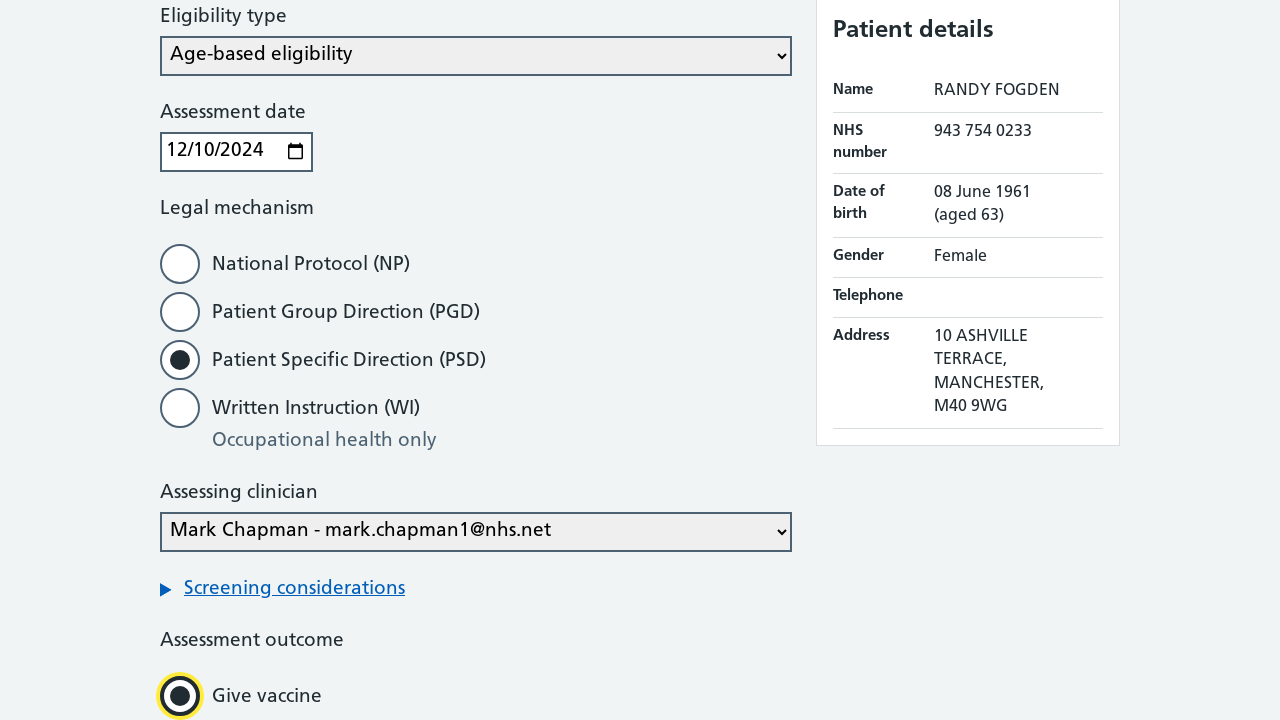 Eligibility type
Age-based eligibility
Assessment date
12/10/2024
Legal mechanism
National Protocol (NP)
Patient Group Direction (PGD)
Patient Specific Direction (PSD)
Written Instruction (WI)
Occupational health only
Assessing clinician
Mark Chapman - mark.chapman1@nhs.net
Screening considerations
Assessment outcome
Give vaccine
Patient details
Name RANDY FOGDEN
NHS number 943 754 0233
Date of birth 08 June 1961
(aged 63)
Gender Female
Telephone
Address 10 ASHVILLE
TERRACE,
MANCHESTER,
M40 9WG